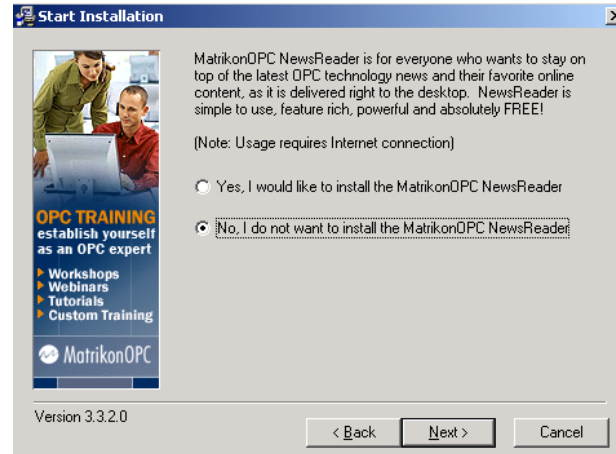 Start Installation
MatrikonOPC NewsReader is for everyone who wants to stay on
top of the latest OPC technology news and their favorite online
content, as it is delivered right to the desktop. NewsReader is
simple to use, feature rich, powerful and absolutely FREE!
(Note: Usage requires Internet connection)
Yes, I would like to install the MatrikonOPC NewsReader
No, I do not want to install the MatrikonOPC NewsReader
OPC TRAINING
establish yourself
as an OPC expert
Workshops
Webinars
Tutorials
Custom Training
MatrikonOPC
Version 3.3.2.0
< Back
Next >
Cancel